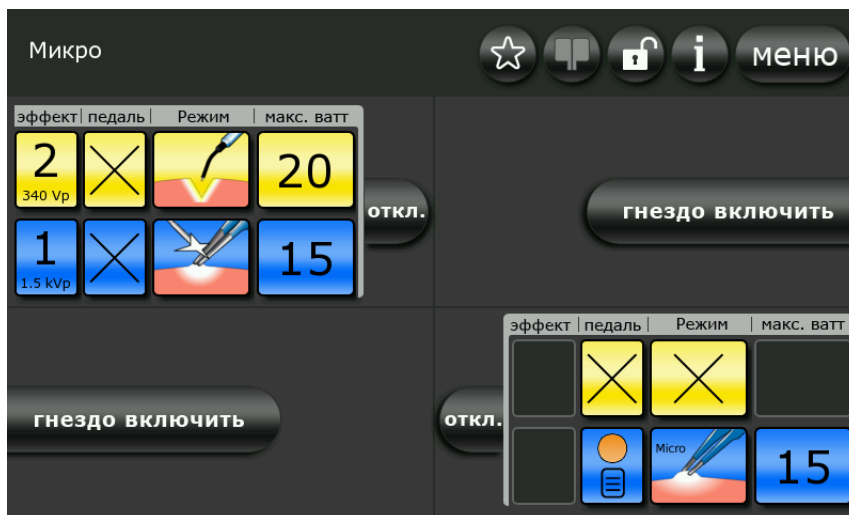 Микро
i
меню
эффект педаль Режим макс. ватт
2
340 Vp
20
1
1.5 kVp
15
откл.
гнездо включить
гнездо включить
откл.
эффект педаль Режим макс. ватт
Micro
15